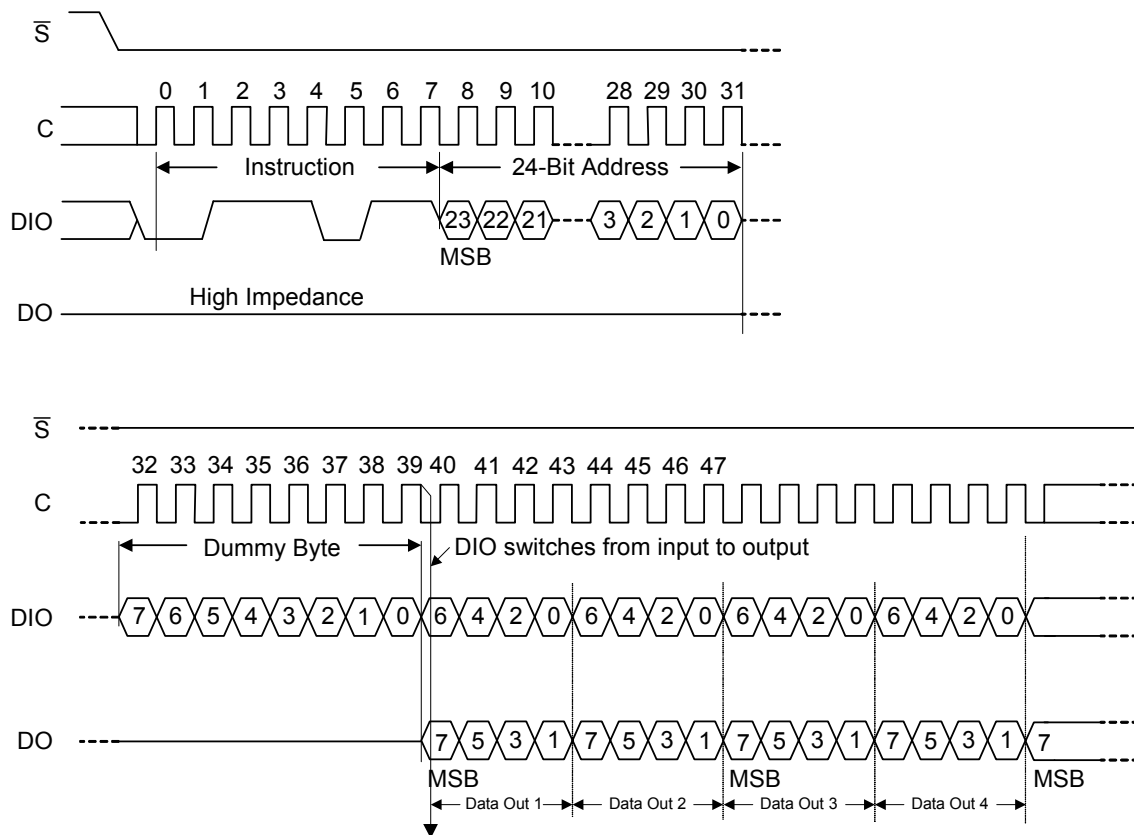 S̅
0 1 2 3 4 5 6 7 8 9 10 28 29 30 31
C
Instruction 24-Bit Address
DIO 23 22 21 3 2 1 0
MSB
High Impedance
DO
S̅
32 33 34 35 36 37 38 39 40 41 42 43 44 45 46 47
C
Dummy Byte DIO switches from input to output
DIO 7 6 5 4 3 2 1 0 6 4 2 0 6 4 2 0 6 4 2 0 6 4 2 0
DO 7 5 3 1 7 5 3 1 7 5 3 1 7 5 3 1 7
MSB MSB MSB
Data Out 1 Data Out 2 Data Out 3 Data Out 4